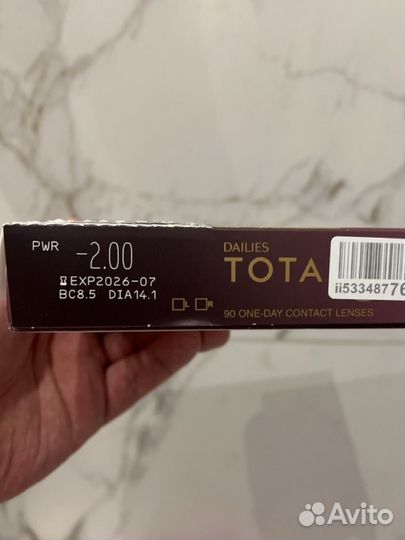 PWR -2.00
EXP2026-07
BC8.5 DIA14.1
L R
DAILIES
TOTA
ii53348776
90 ONE-DAY CONTACT LENSES
Avito